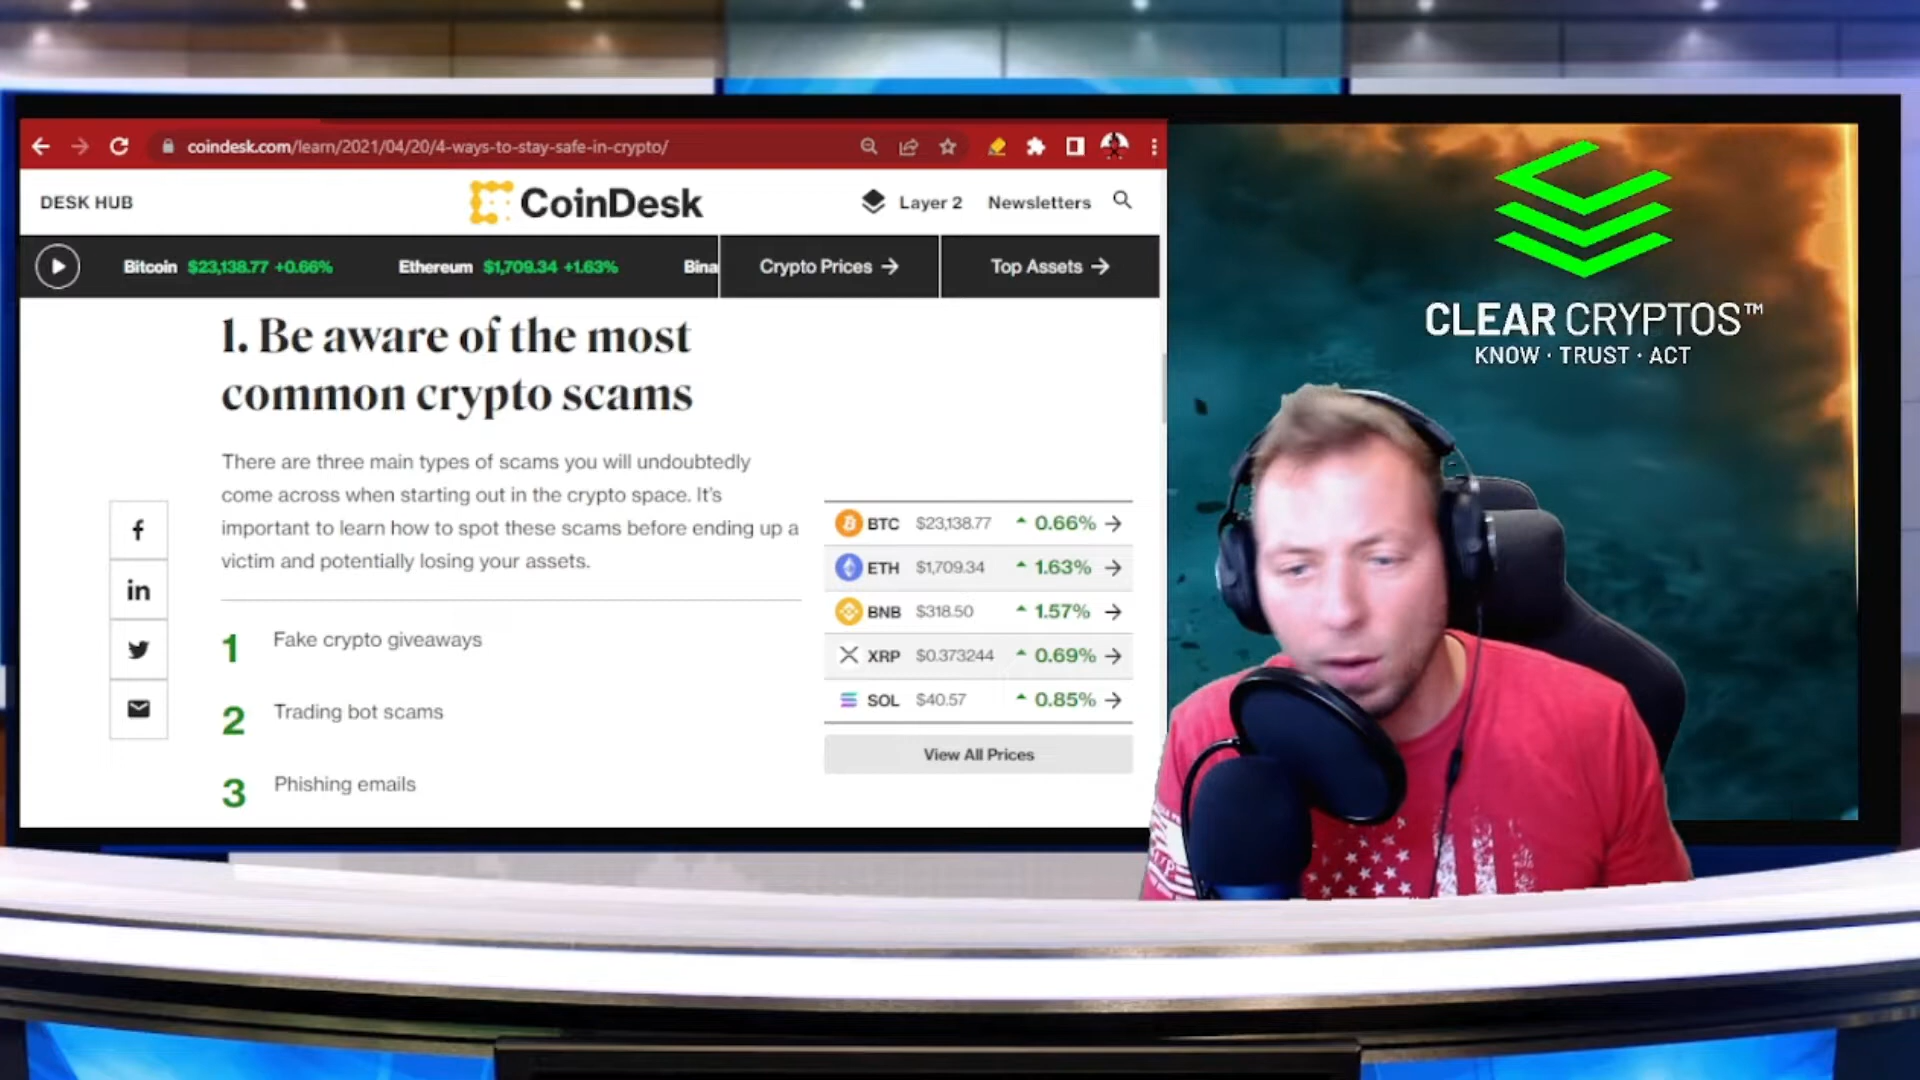 coindesk.com/learn/2021/04/20/4-ways-to-stay-safe-in-crypto/
DESK HUB
CoinDesk
Layer 2
Newsletters
Bitcoin $23,138.77 +0.66%
Ethereum $1,709.34 +1.63%
Bina
Crypto Prices
Top Assets
1. Be aware of the most
common crypto scams
There are three main types of scams you will undoubtedly
come across when starting out in the crypto space. It's
important to learn how to spot these scams before ending up a
victim and potentially losing your assets.
1 Fake crypto giveaways
2 Trading bot scams
3 Phishing emails
BTC $23,138.77 0.66%
ETH $1,709.34 1.63%
BNB $318.50 1.57%
XRP $0.373244 0.69%
SOL $40.57 0.85%
View All Prices
CLEAR CRYPTOS™
KNOW · TRUST · ACT